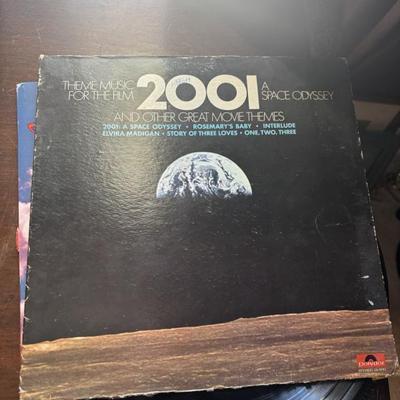 THEME MUSIC
FOR THE FILM
2001
A
SPACE ODYSSEY
AND OTHER GREAT MOVIE THEMES
2001: A SPACE ODYSSEY • ROSEMARY'S BABY • INTERLUDE
ELVIRA MADIGAN • STORY OF THREE LOVES • ONE, TWO, THREE
Polydor